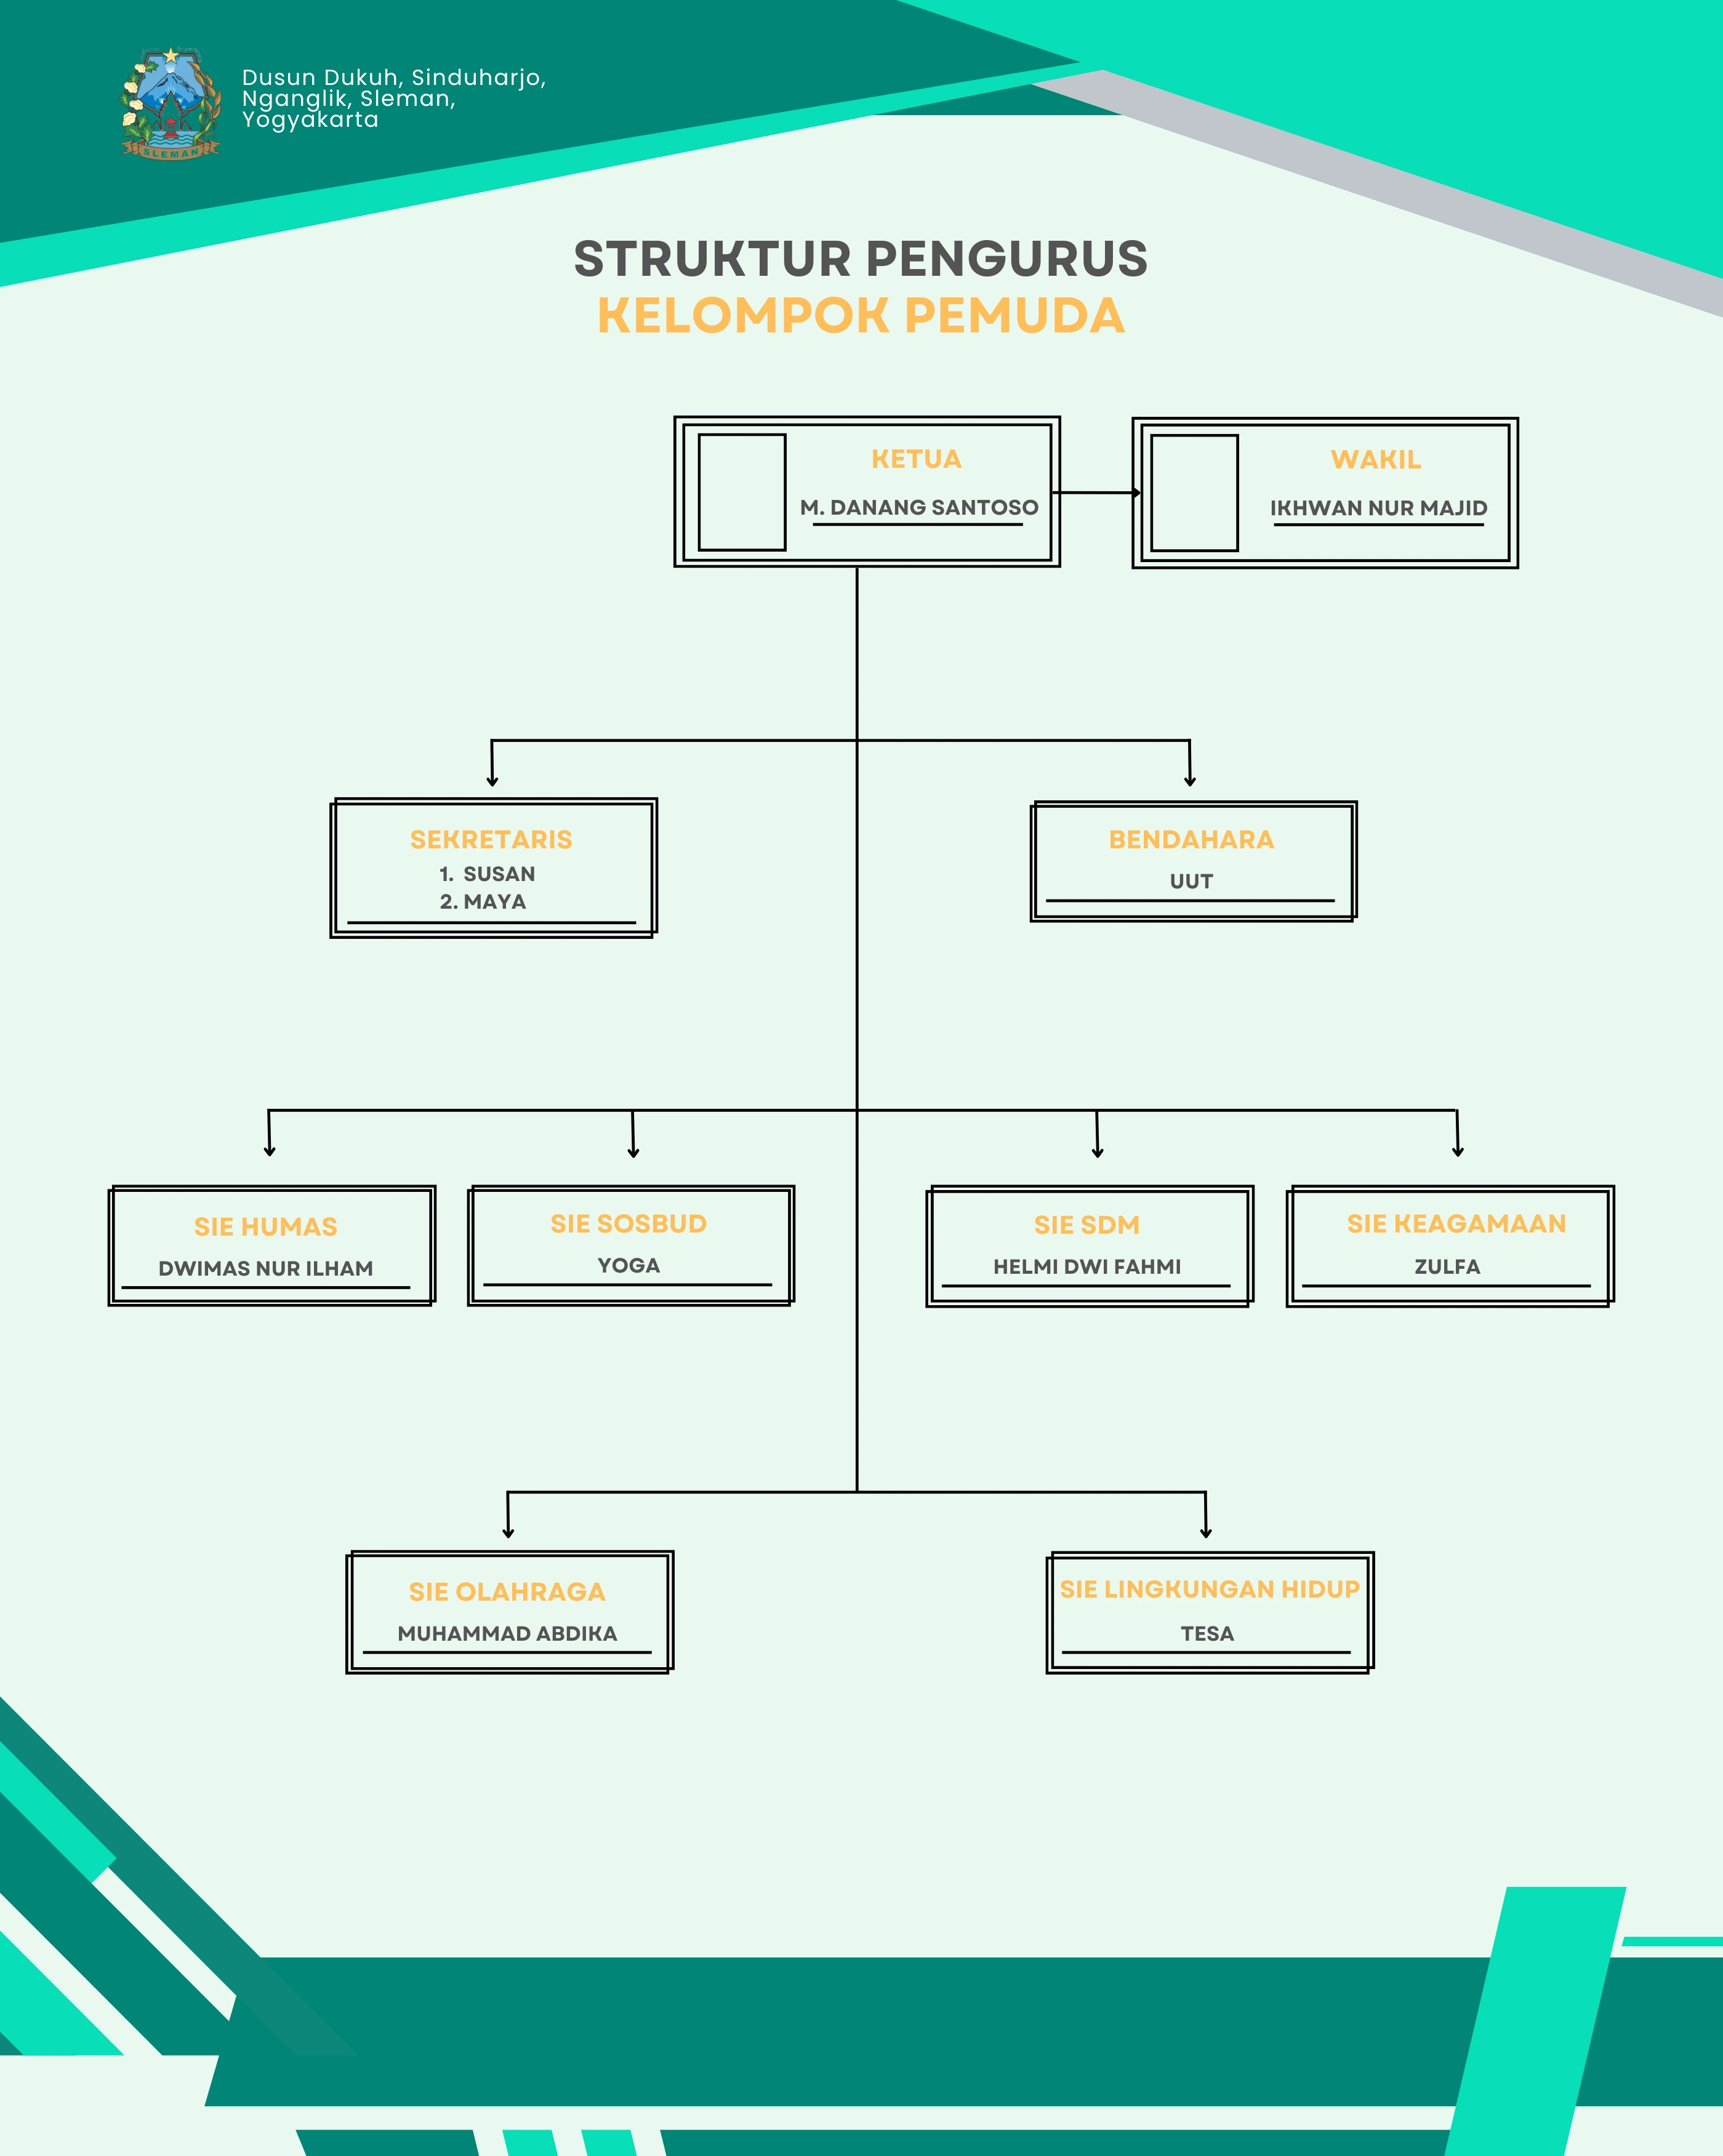 SLEMAN
Dusun Dukuh, Sinduharjo,
Nganglik, Sleman,
Yogyakarta
STRUKTUR PENGURUS
KELOMPOK PEMUDA
KETUA
M. DANANG SANTOSO
WAKIL
IKHWAN NUR MAJID
SEKRETARIS
1. SUSAN
2. MAYA
BENDAHARA
UUT
SIE HUMAS
DWIMAS NUR ILHAM
SIE SOSBUD
YOGA
SIE SDM
HELMI DWI FAHMI
SIE KEAGAMAAN
ZULFA
SIE OLAHRAGA
MUHAMMAD ABDIKA
SIE LINGKUNGAN HIDUP
TESA